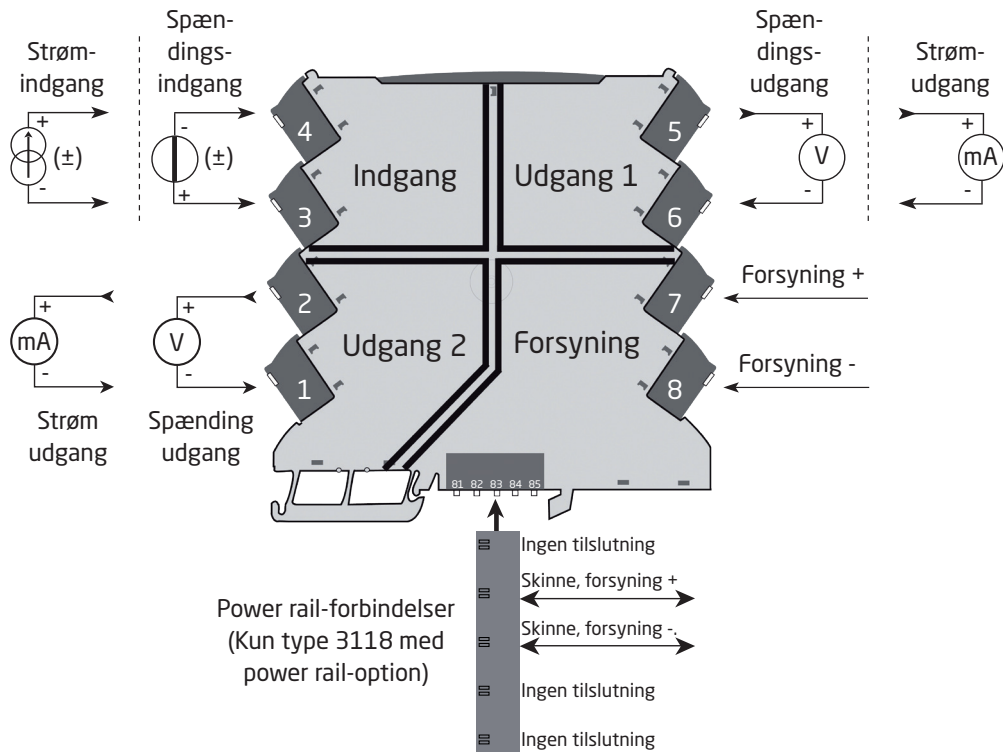 Strøm-
indgang
Spæn-
dings-
indgang
+
(±)
-
-
(±)
+
4
3
Indgang
Udgang 1
5
6
Spæn-
dings-
udgang
Strøm-
udgang
+
V
-
+
mA
-
+
mA
-
Strøm
udgang
+
V
-
Spænding
udgang
2
1
Udgang 2
Forsyning
7
8
Forsyning +
Forsyning -
81 82 83 84 85
Power rail-forbindelser
(Kun type 3118 med
power rail-option)
Ingen tilslutning
Skinne, forsyning +
Skinne, forsyning -.
Ingen tilslutning
Ingen tilslutning